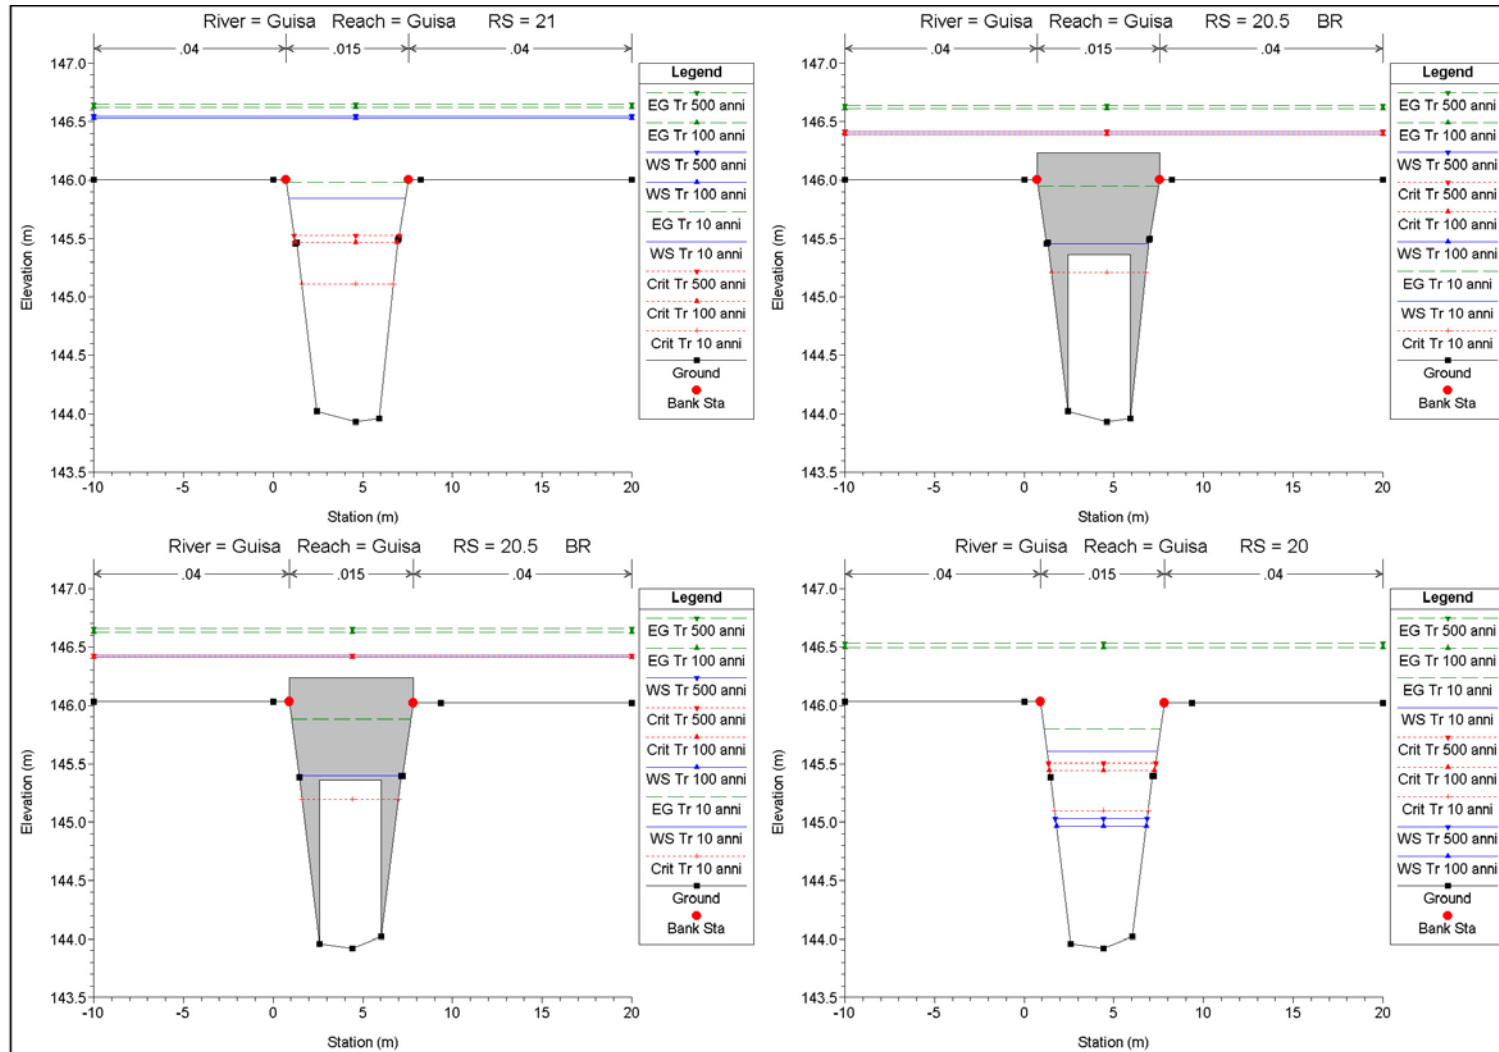 River = Guisa Reach = Guisa RS = 21
.04 .015 .04
147.0
146.5
146.0
145.5
145.0
144.5
144.0
143.5
Elevation (m)
-10 -5 0 5 10 15 20
Station (m)
Legend
EG Tr 500 anni
EG Tr 100 anni
WS Tr 500 anni
WS Tr 100 anni
EG Tr 10 anni
WS Tr 10 anni
Crit Tr 500 anni
Crit Tr 100 anni
Crit Tr 10 anni
Ground
Bank Sta
River = Guisa Reach = Guisa RS = 20.5 BR
.04 .015 .04
147.0
146.5
146.0
145.5
145.0
144.5
144.0
143.5
Elevation (m)
-10 -5 0 5 10 15 20
Station (m)
Legend
EG Tr 500 anni
EG Tr 100 anni
WS Tr 500 anni
Crit Tr 500 anni
Crit Tr 100 anni
WS Tr 100 anni
EG Tr 10 anni
WS Tr 10 anni
Crit Tr 10 anni
Ground
Bank Sta
River = Guisa Reach = Guisa RS = 20.5 BR
.04 .015 .04
147.0
146.5
146.0
145.5
145.0
144.5
144.0
143.5
Elevation (m)
-10 -5 0 5 10 15 20
Station (m)
Legend
EG Tr 500 anni
EG Tr 100 anni
WS Tr 500 anni
Crit Tr 500 anni
Crit Tr 100 anni
WS Tr 100 anni
EG Tr 10 anni
WS Tr 10 anni
Crit Tr 10 anni
Ground
Bank Sta
River = Guisa Reach = Guisa RS = 20
.04 .015 .04
147.0
146.5
146.0
145.5
145.0
144.5
144.0
143.5
Elevation (m)
-10 -5 0 5 10 15 20
Station (m)
Legend
EG Tr 500 anni
EG Tr 100 anni
EG Tr 10 anni
WS Tr 10 anni
Crit Tr 500 anni
Crit Tr 100 anni
Crit Tr 10 anni
WS Tr 500 anni
WS Tr 100 anni
Ground
Bank Sta